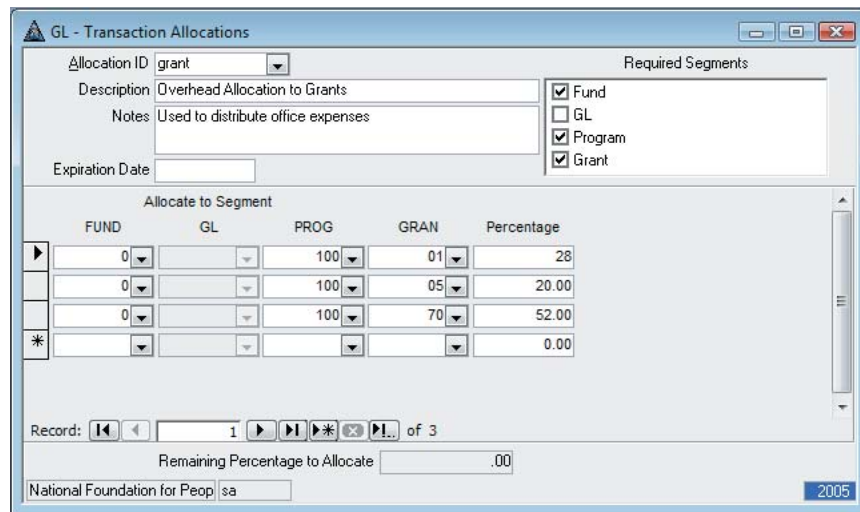 GL - Transaction Allocations
Allocation ID grant
Required Segments
Description Overhead Allocation to Grants
Fund
Notes Used to distribute office expenses
GL
Program
Grant
Expiration Date
Allocate to Segment
FUND GL PROG GRAN Percentage
0 100 01 28
0 100 05 20.00
0 100 70 52.00
0.00
Record: 1 of 3
Remaining Percentage to Allocate .00
National Foundation for Peop sa 2005